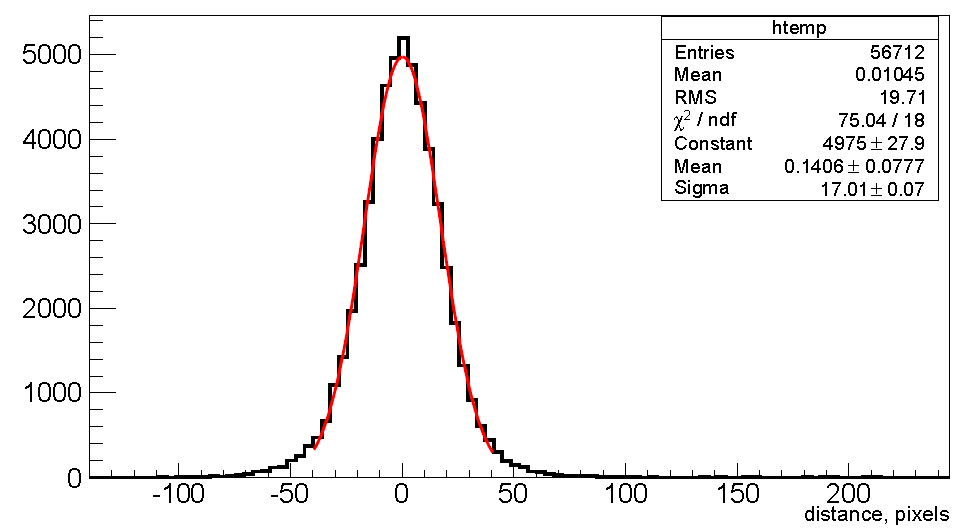 htemp
Entries 56712
Mean 0.01045
RMS 19.71
χ² / ndf 75.04 / 18
Constant 4975 ± 27.9
Mean 0.1406 ± 0.0777
Sigma 17.01 ± 0.07
5000
4000
3000
2000
1000
0
-100 -50 0 50 100 150 200
distance, pixels